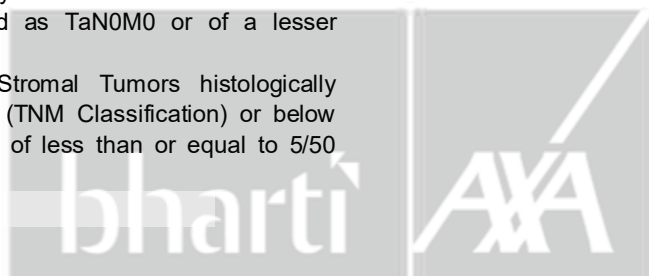 d as TaN0M0 or of a lesser
Stromal Tumors histologically
(TNM Classification) or below
of less than or equal to 5/50
bharti AXA